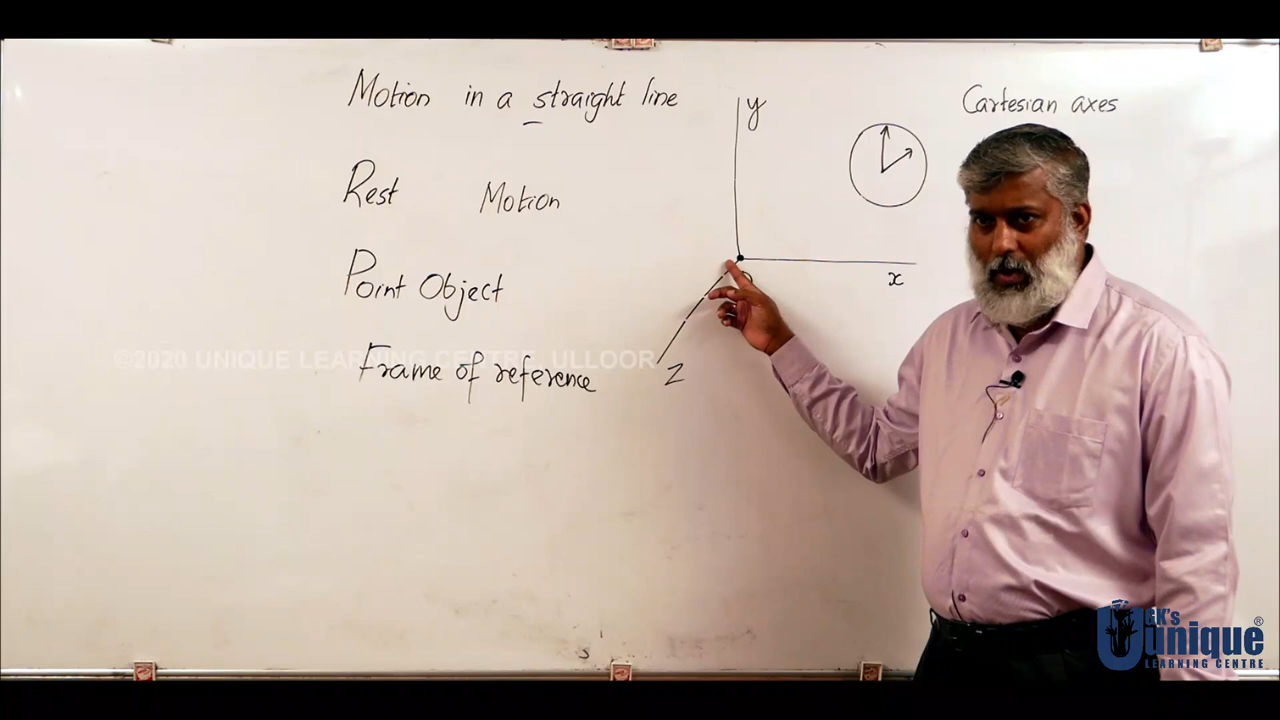 Motion in a straight line
Rest Motion
Point Object
©2020 UNIQUE LEARNING CENTRE, ULLOOR
Frame of reference
y
x
z
O
Cartesian axes
GK's
unique
®
LEARNING CENTRE